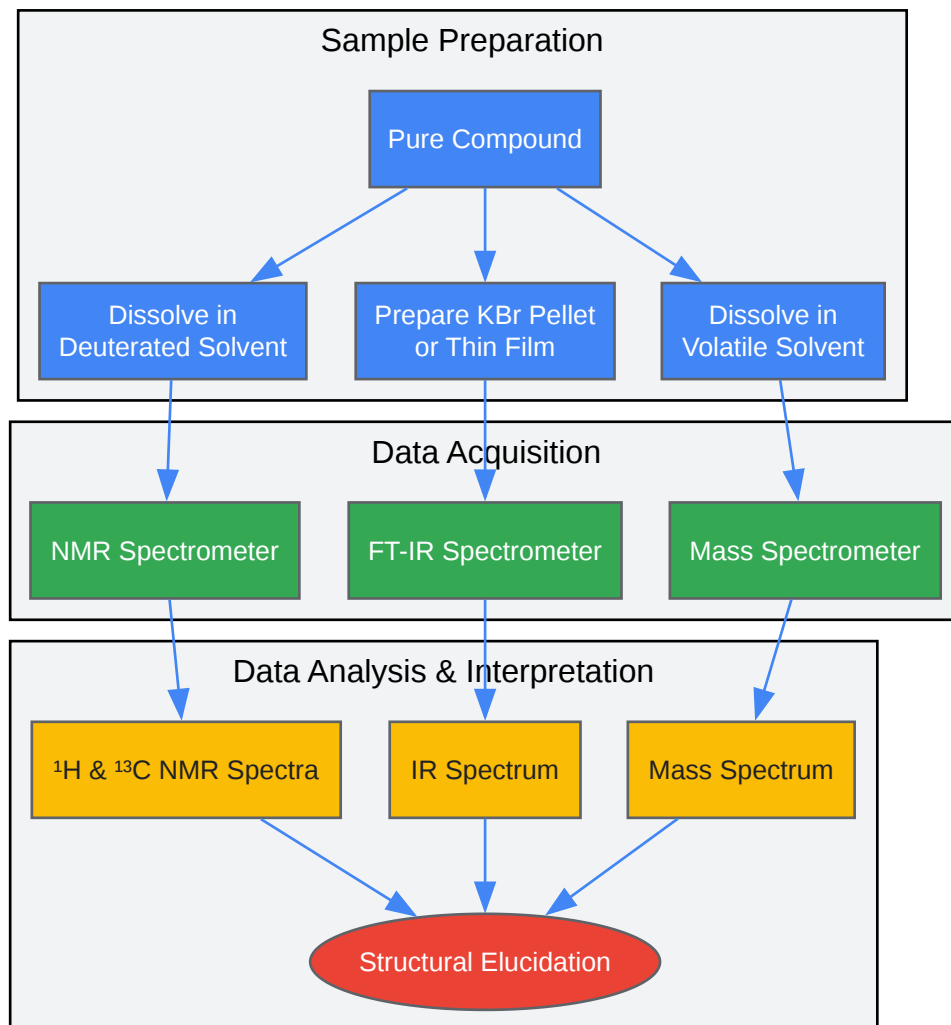 Sample Preparation
Pure Compound
Dissolve in
Deuterated Solvent
Prepare KBr Pellet
or Thin Film
Dissolve in
Volatile Solvent
Data Acquisition
NMR Spectrometer
FT-IR Spectrometer
Mass Spectrometer
Data Analysis & Interpretation
¹H & ¹³C NMR Spectra
IR Spectrum
Mass Spectrum
Structural Elucidation